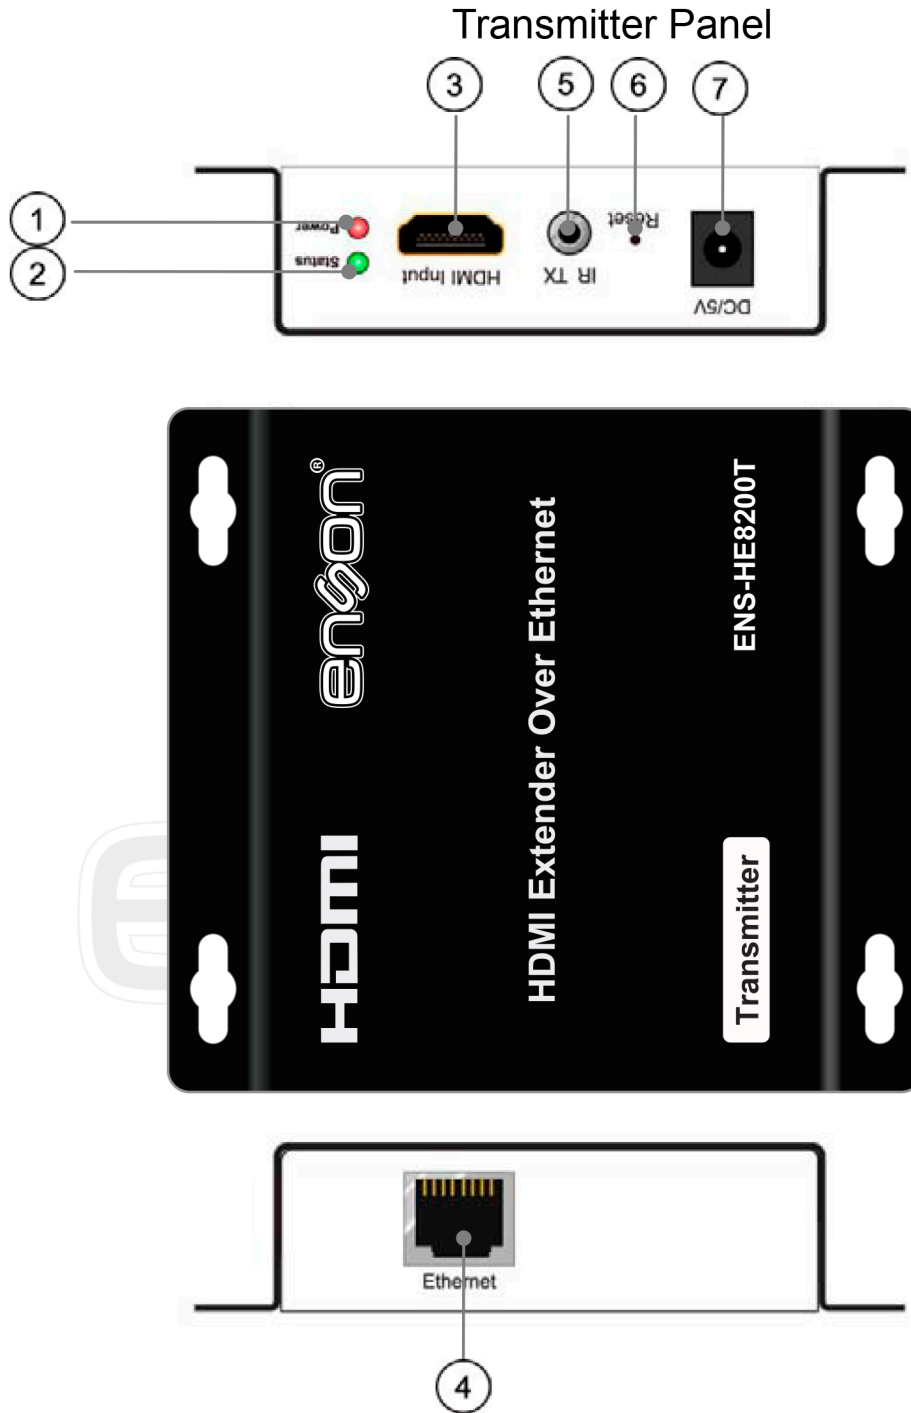 Transmitter Panel
3
5
6
7
1
2
Power
Status
HDMI Input
IR TX
Reset
DC/5V
enson®
HDMI Extender Over Ethernet
ENS-HE8200T
HDMI
Transmitter
e
Ethernet
4